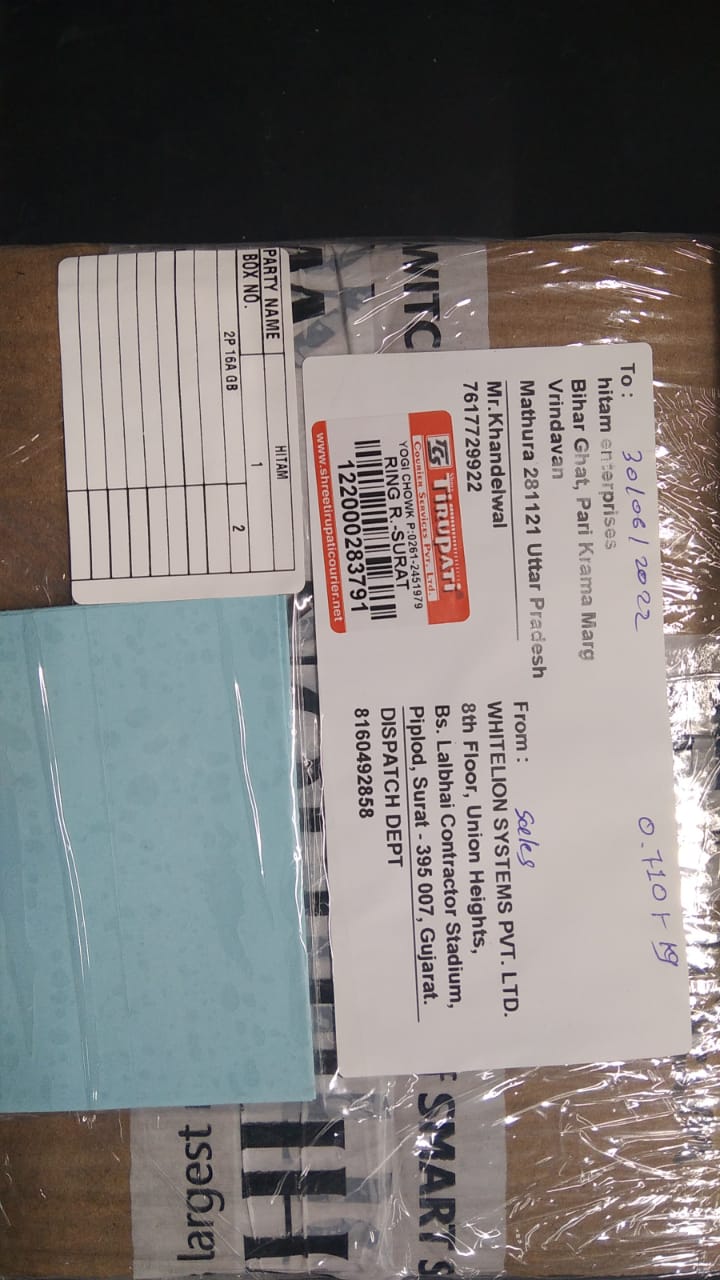 To :
30/06/2022
0.710 kg
hitam enterprises
Bihar Ghat, Pari Krama Marg
Vrindavan
Mathura 281121 Uttar Pradesh
Mr.Khandelwal
7617729922
From :
Sales
WHITELION SYSTEMS PVT. LTD.
8th Floor, Union Heights,
Bs. Lalbhai Contractor Stadium,
Piplod, Surat - 395 007, Gujarat.
DISPATCH DEPT
8160492858
TIRUPATI
Courier Services Pvt. Ltd.
YOGI CHOWK P:0261-2451979
RING R.-SURAT
122000283791
www.shreetirupaticourier.net
PARTY NAME HITAM
BOX NO. 1 2
2P 16A GB
SMART
largest